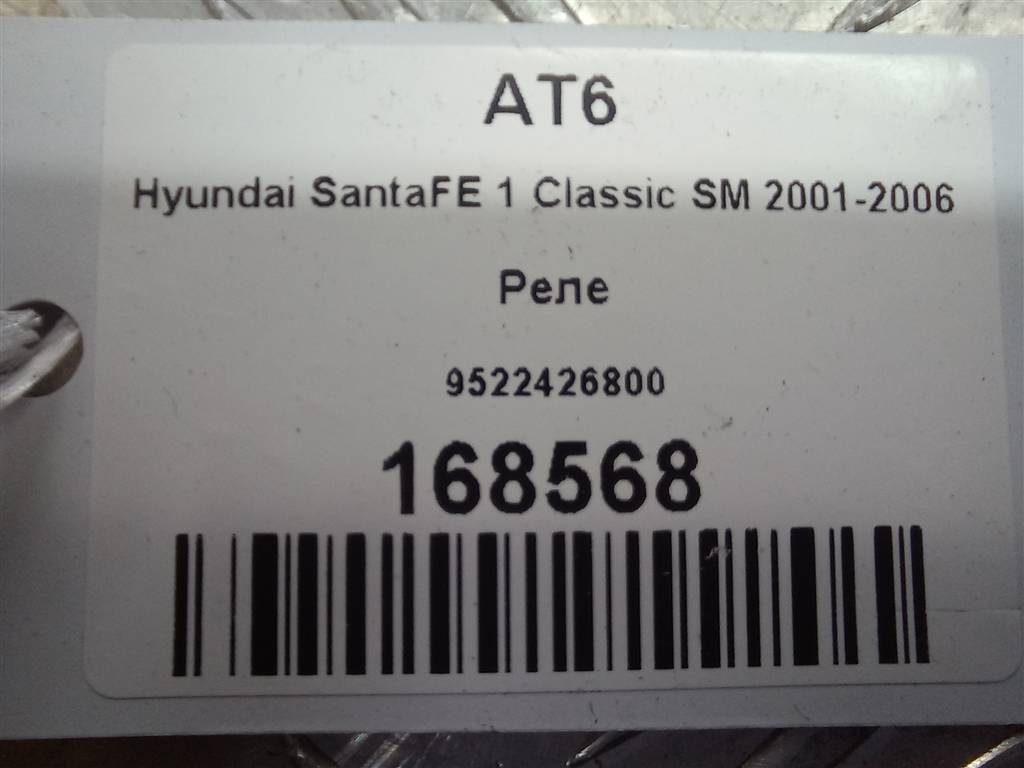 AT6
Hyundai SantaFE 1 Classic SM 2001-2006
Реле
9522426800
168568